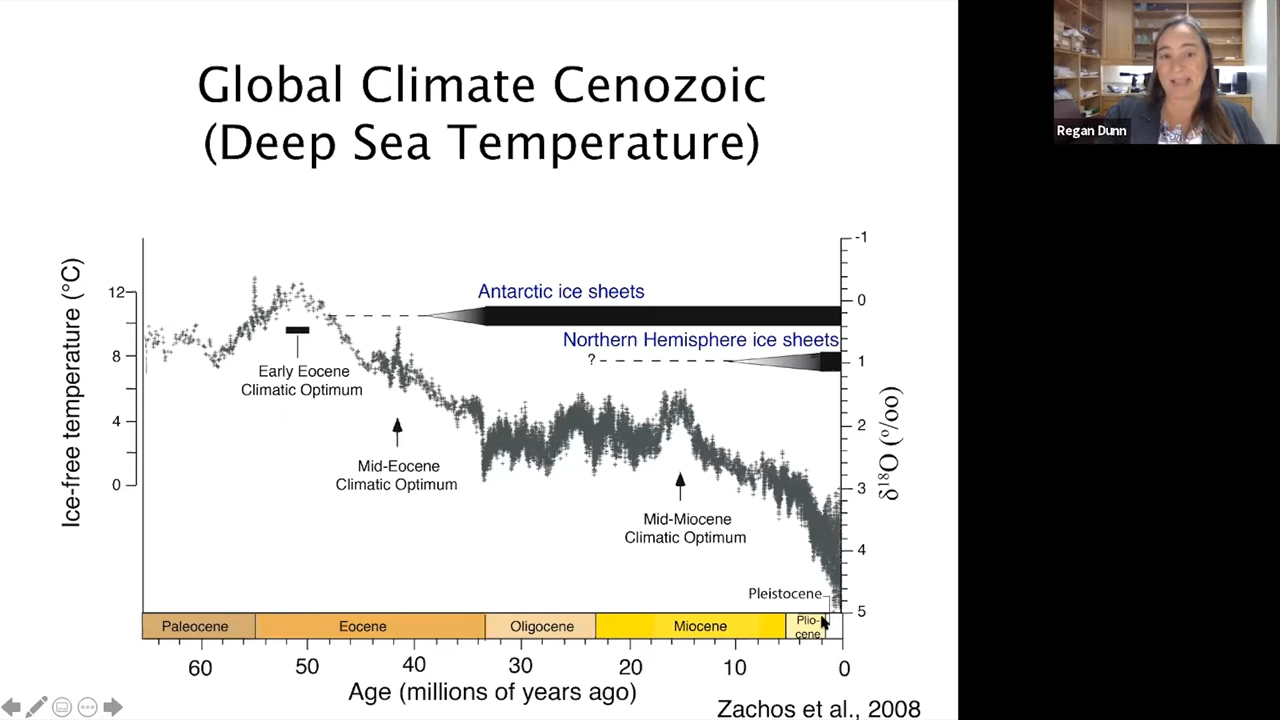 Global Climate Cenozoic
(Deep Sea Temperature)
Regan Dunn
Ice-free temperature (°C)
12
8
4
0
Antarctic ice sheets
Northern Hemisphere ice sheets
?
Early Eocene
Climatic Optimum
Mid-Eocene
Climatic Optimum
Mid-Miocene
Climatic Optimum
Pleistocene
-1
0
1
2
3
4
5
δ¹⁸O (o/oo)
Paleocene
Eocene
Oligocene
Miocene
Plio-
cene
60
50
40
30
20
10
0
Age (millions of years ago)
Zachos et al., 2008